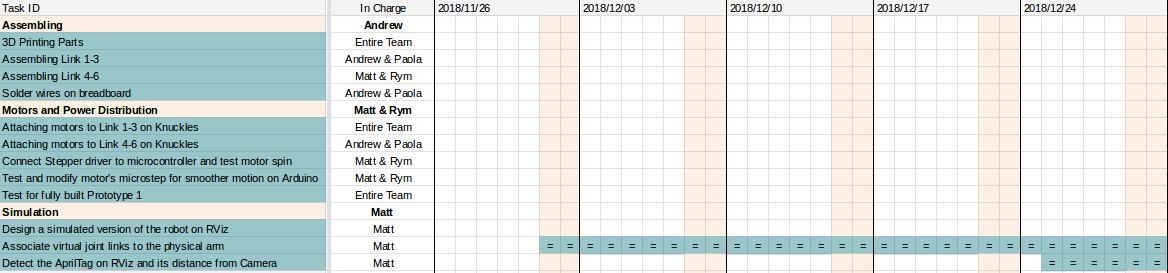 Task ID In Charge 2018/11/26 2018/12/03 2018/12/10 2018/12/17 2018/12/24
Assembling Andrew
3D Printing Parts Entire Team
Assembling Link 1-3 Andrew & Paola
Assembling Link 4-6 Matt & Rym
Solder wires on breadboard Andrew & Paola
Motors and Power Distribution Matt & Rym
Attaching motors to Link 1-3 on Knuckles Entire Team
Attaching motors to Link 4-6 on Knuckles Andrew & Paola
Connect Stepper driver to microcontroller and test motor spin Matt & Rym
Test and modify motor's microstep for smoother motion on Arduino Matt & Rym
Test for fully built Prototype 1 Entire Team
Simulation Matt
Design a simulated version of the robot on RViz Matt
Associate virtual joint links to the physical arm Matt = = = = = = = = = = = = = = = = = = = = = = = = = = = = = =
Detect the AprilTag on RViz and its distance from Camera Matt = = = = = =